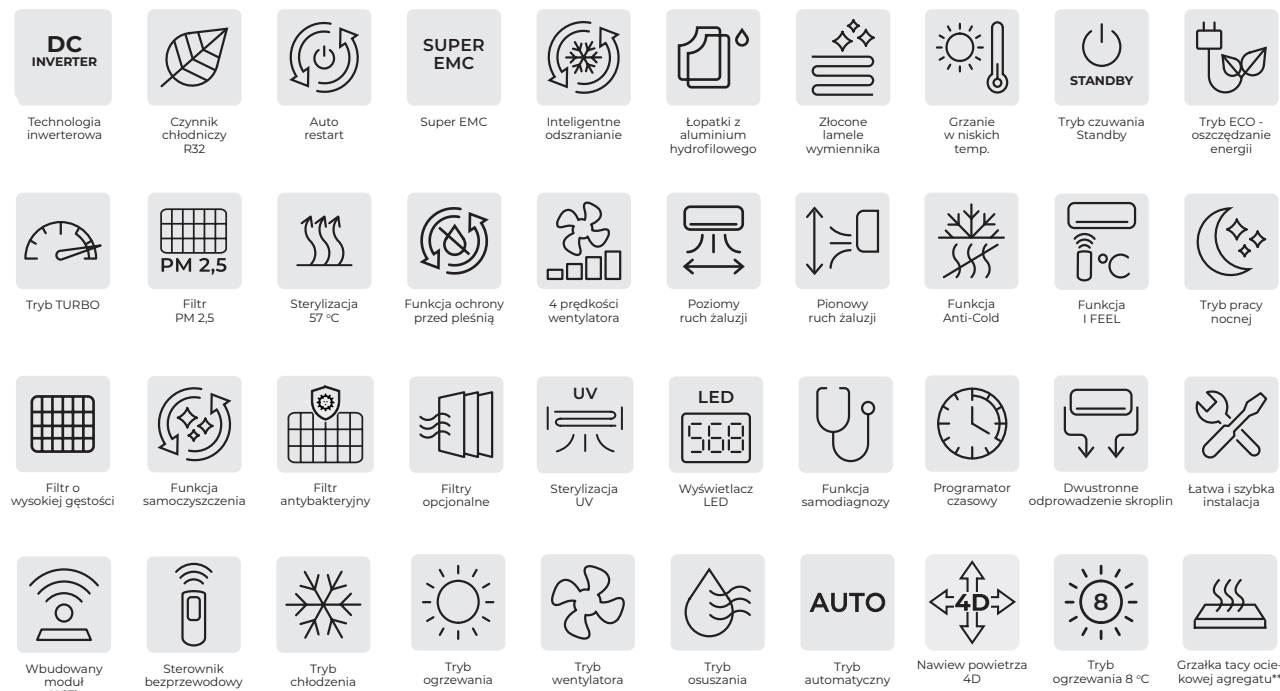 DC
INVERTER
Technologia
inwerterowa
Czynnik
chłodniczy
R32
Auto
restart
SUPER
EMC
Super EMC
Inteligentne
odszranianie
Łopatki z
aluminium
hydrofilowego
Złocone
lamele
wymiennika
Grzanie
w niskich
temp.
STANDBY
Tryb czuwania
Standby
Tryb ECO -
oszczędzanie
energii
Tryb TURBO
PM 2,5
Filtr
PM 2,5
Sterylizacja
57 °C
Funkcja ochrony
przed pleśnią
4 prędkości
wentylatora
Poziomy
ruch żaluzji
Pionowy
ruch żaluzji
Funkcja
Anti-Cold
°C
Funkcja
I FEEL
Tryb pracy
nocnej
Filtr o
wysokiej gęstości
Funkcja
samoczyszczenia
Filtr
antybakteryjny
Filtry
opcjonalne
UV
Sterylizacja
UV
LED
568
Wyświetlacz
LED
Funkcja
samodiagnozy
Programator
czasowy
Dwustronne
odprowadzenie skroplin
Łatwa i szybka
instalacja
Wbudowany
moduł
Sterownik
bezprzewodowy
Tryb
chłodzenia
Tryb
ogrzewania
Tryb
wentylatora
Tryb
osuszania
AUTO
Tryb
automatyczny
4D
Nawiew powietrza
4D
8
Tryb
ogrzewania 8 °C
Grzałka tacy ocie-
kowej agregatu**